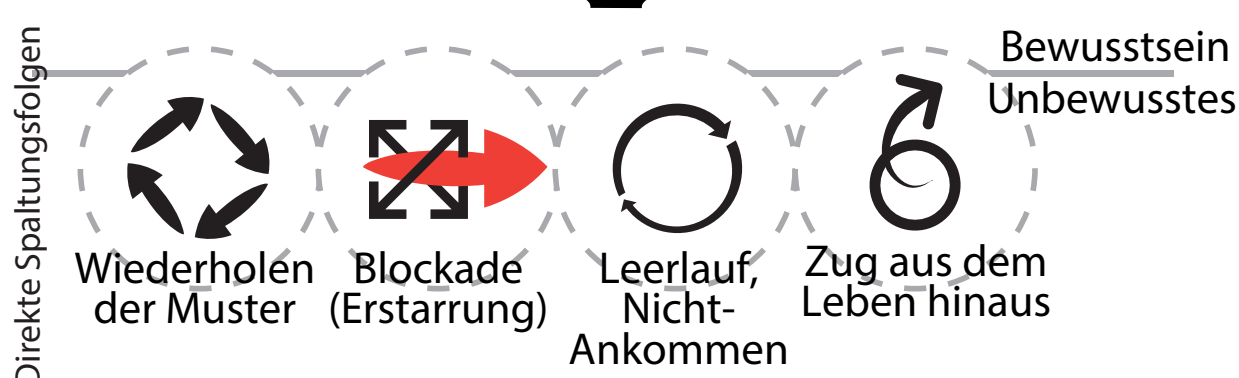 Direkte Spaltungsfolgen
Bewusstsein
Unbewusstes
Wiederholen
der Muster
Blockade
(Erstarrung)
Leerlauf,
Nicht-
Ankommen
Zug aus dem
Leben hinaus